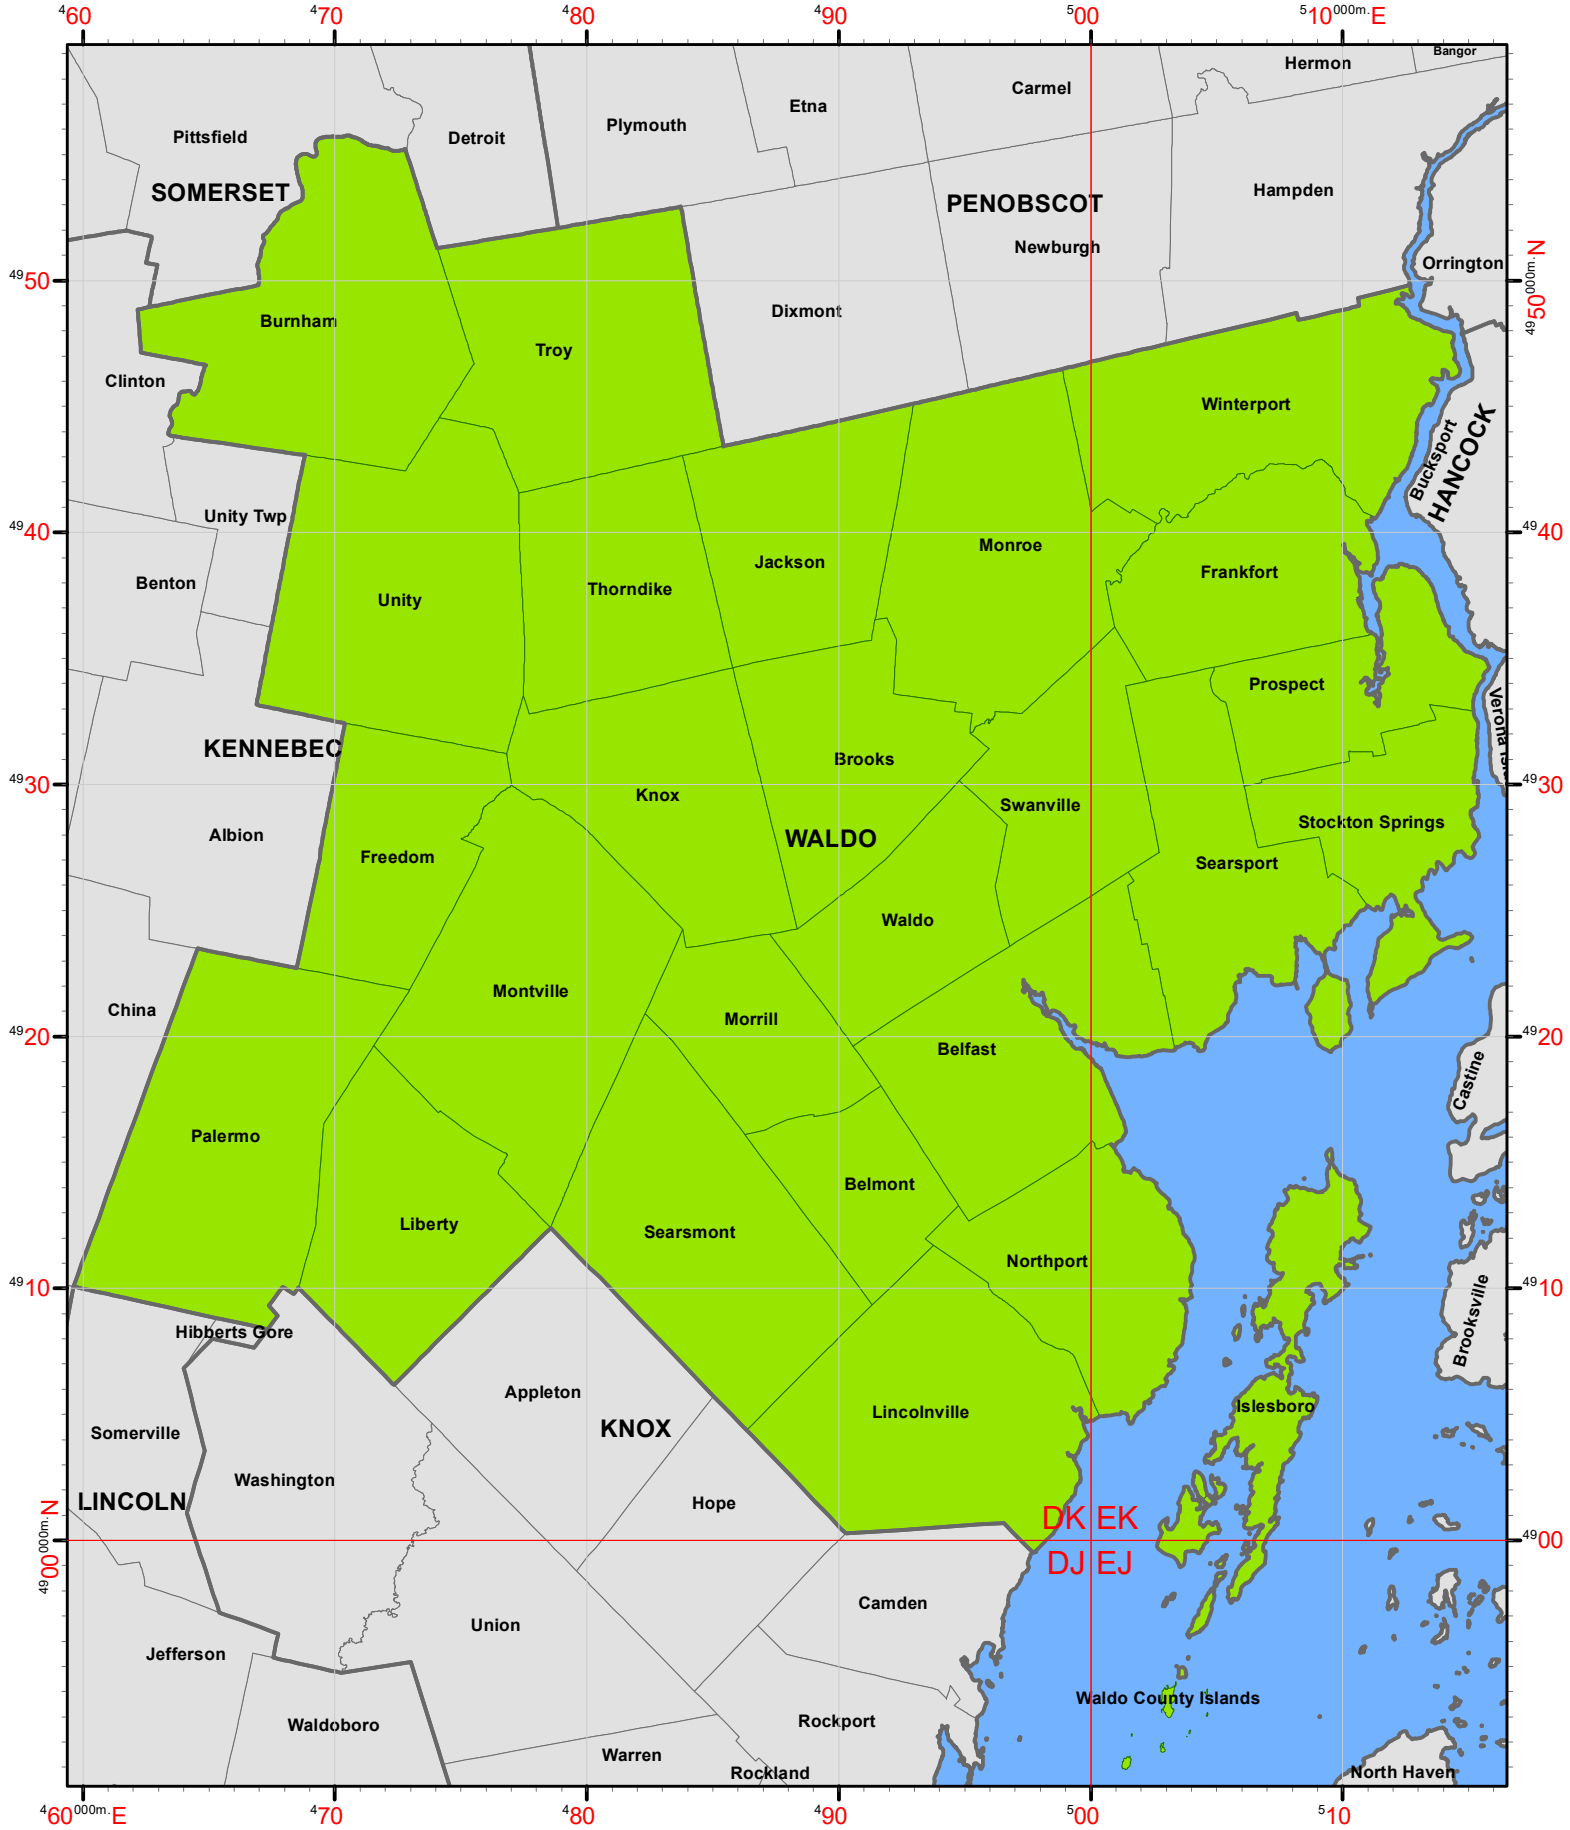 460 470 480 490 500 510000m.E
Bangor
Hermon
Carmel
Etna
Plymouth
Pittsfield
Detroit
SOMERSET
PENOBSCOT
Hampden
Newburgh
Orrington
4950
4950000m.N
Dixmont
Burnham
Troy
Clinton
Winterport
Bucksport
HANCOCK
Unity Twp
4940
4940
Monroe
Jackson
Frankfort
Benton
Thorndike
Unity
Prospect
Verona
KENNEBEC
Brooks
4930
4930
Knox
Swanville
Stockton Springs
Albion
WALDO
Freedom
Searsport
Waldo
Montville
China
Morrill
4920
4920
Belfast
Castine
Palermo
Belmont
Liberty
Searsmont
Northport
4910
4910
Brooksville
Hibberts Gore
Appleton
Islesboro
Lincolnville
KNOX
Somerville
Washington
LINCOLN
Hope
DK EK
4900000m.N
4900
DJ EJ
Camden
Union
Jefferson
Waldo County Islands
Rockport
Waldoboro
Warren
Rockland
North Haven
460000m.E 470 480 490 500 510